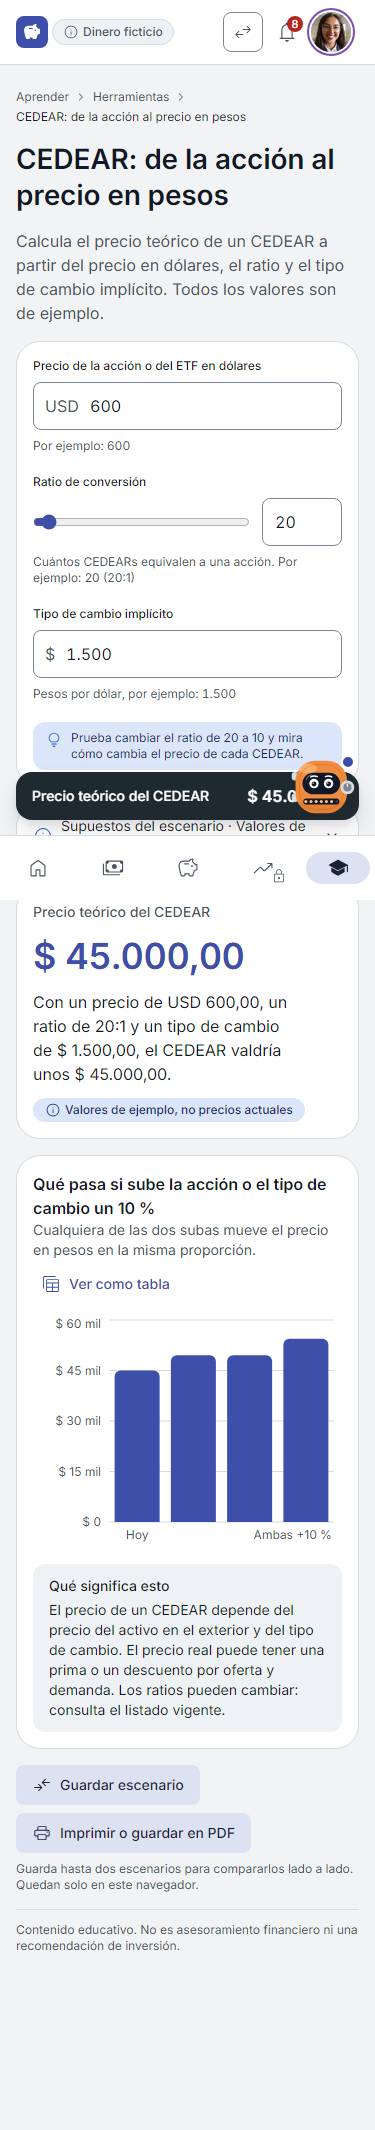 Dinero ficticio
8
Aprender
Herramientas
CEDEAR: de la acción al precio en pesos
CEDEAR: de la acción al
precio en pesos
Calcula el precio teórico de un CEDEAR a
partir del precio en dólares, el ratio y el tipo
de cambio implícito. Todos los valores son
de ejemplo.
Precio de la acción o del ETF en dólares
USD 600
Por ejemplo: 600
Ratio de conversión
20
Cuántos CEDEARs equivalen a una acción. Por
ejemplo: 20 (20:1)
Tipo de cambio implícito
$ 1.500
Pesos por dólar, por ejemplo: 1.500
Prueba cambiar el ratio de 20 a 10 y mira
cómo cambia el precio de cada CEDEAR.
Precio teórico del CEDEAR
$ 45.0
Supuestos del escenario · Valores de
Precio teórico del CEDEAR
$ 45.000,00
Con un precio de USD 600,00, un
ratio de 20:1 y un tipo de cambio
de $ 1.500,00, el CEDEAR valdría
unos $ 45.000,00.
Valores de ejemplo, no precios actuales
Qué pasa si sube la acción o el tipo de
cambio un 10 %
Cualquiera de las dos subas mueve el precio
en pesos en la misma proporción.
Ver como tabla
$ 60 mil
$ 45 mil
$ 30 mil
$ 15 mil
$ 0
Hoy
Ambas +10 %
Qué significa esto
El precio de un CEDEAR depende del
precio del activo en el exterior y del tipo
de cambio. El precio real puede tener una
prima o un descuento por oferta y
demanda. Los ratios pueden cambiar:
consulta el listado vigente.
Guardar escenario
Imprimir o guardar en PDF
Guarda hasta dos escenarios para compararlos lado a lado.
Quedan solo en este navegador.
Contenido educativo. No es asesoramiento financiero ni una
recomendación de inversión.